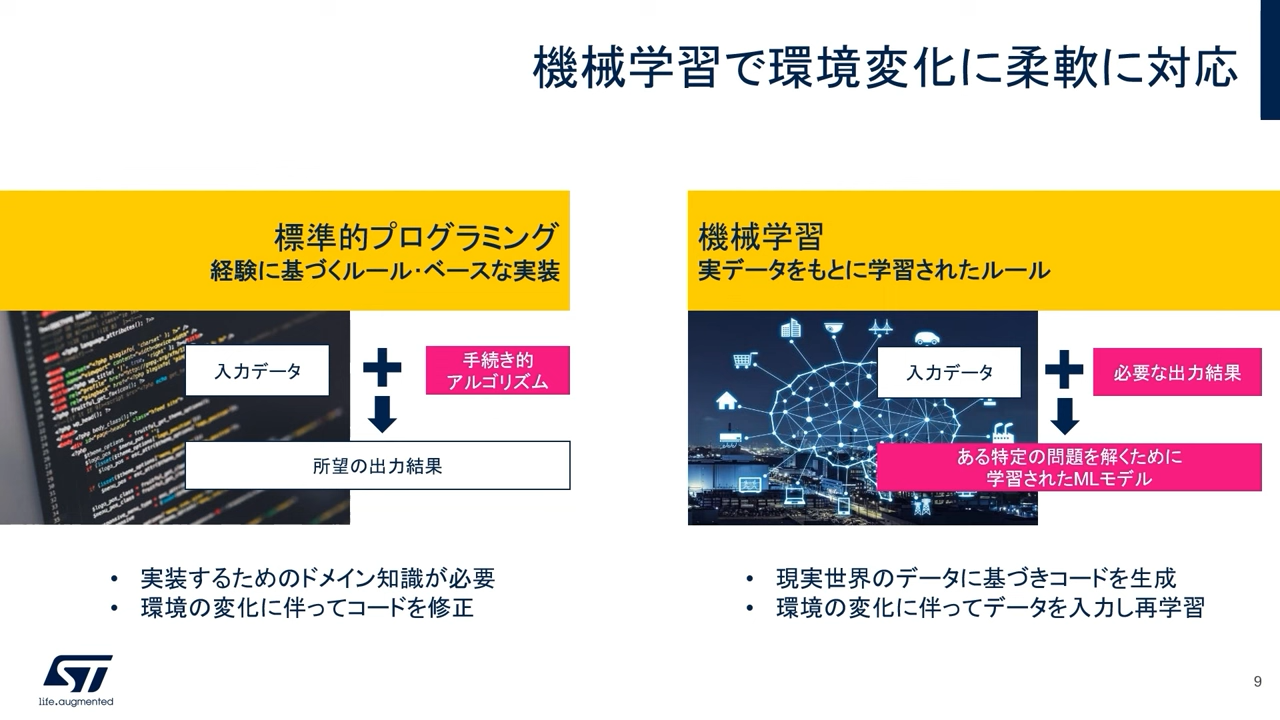 機械学習で環境変化に柔軟に対応
標準的プログラミング
経験に基づくルール・ベースな実装
入力データ
手続き的
アルゴリズム
所望の出力結果
実装するためのドメイン知識が必要
環境の変化に伴ってコードを修正
機械学習
実データをもとに学習されたルール
入力データ
必要な出力結果
ある特定の問題を解くために
学習されたMLモデル
現実世界のデータに基づきコードを生成
環境の変化に伴ってデータを入力し再学習
ST
life.augmented
9